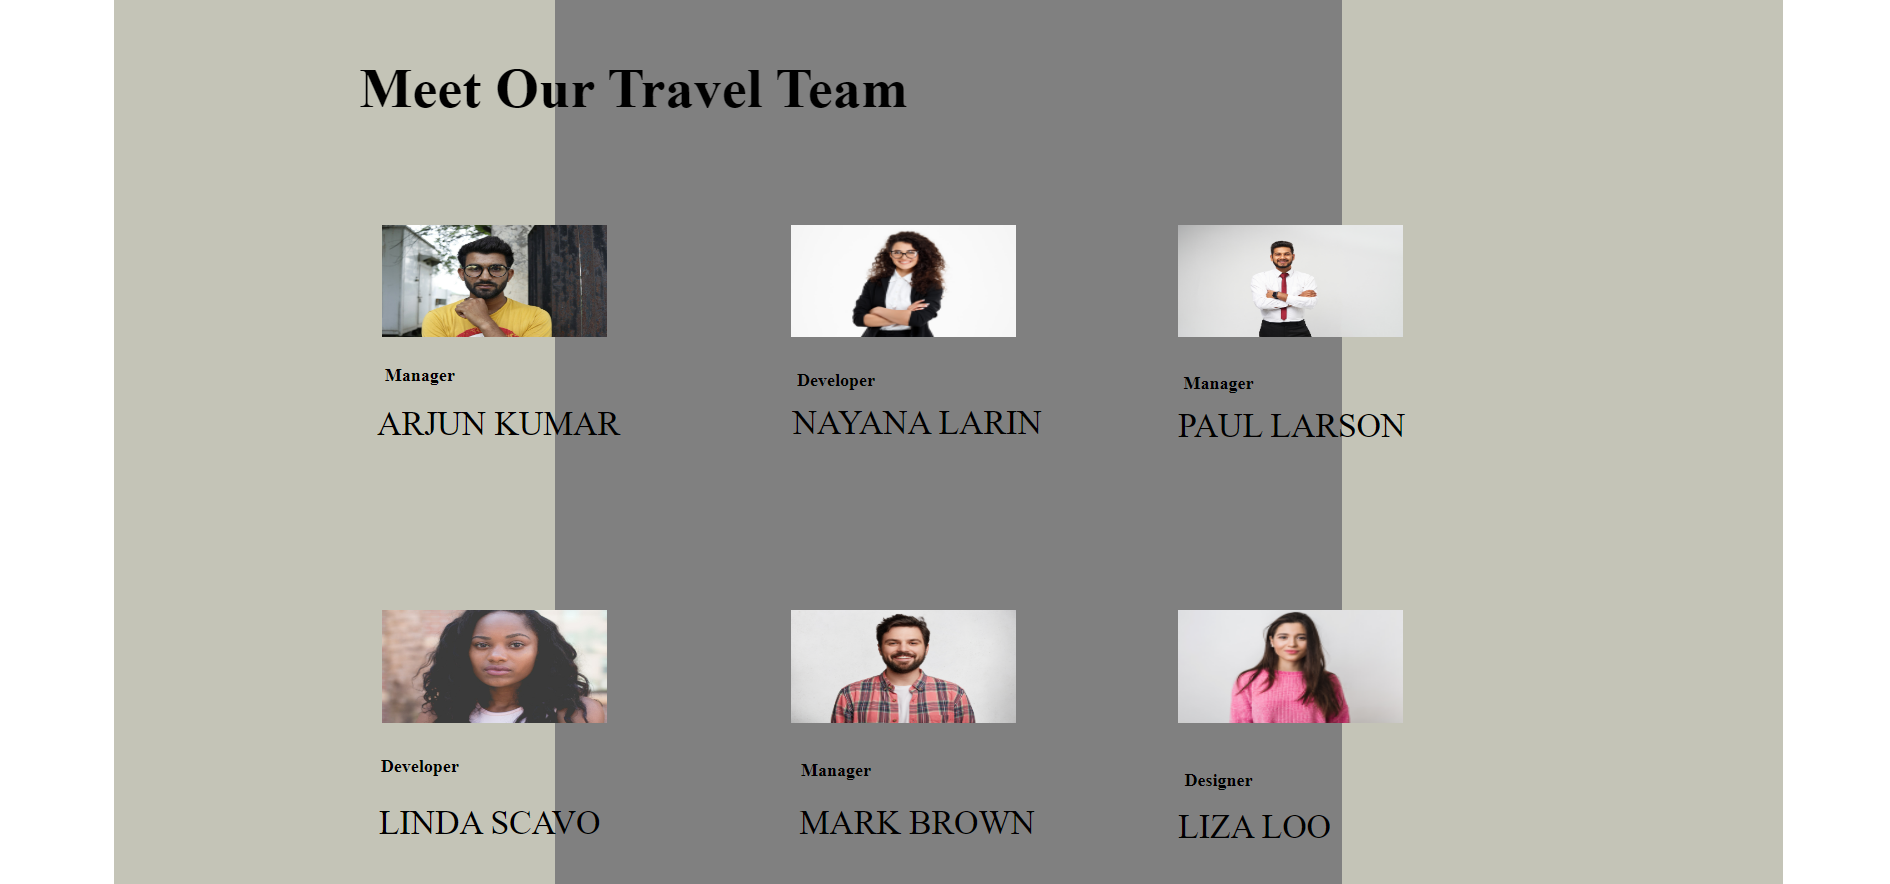 Meet Our Travel Team
Manager
ARJUN KUMAR
Developer
NAYANA LARIN
Manager
PAUL LARSON
Developer
LINDA SCAVO
Manager
MARK BROWN
Designer
LIZA LOO